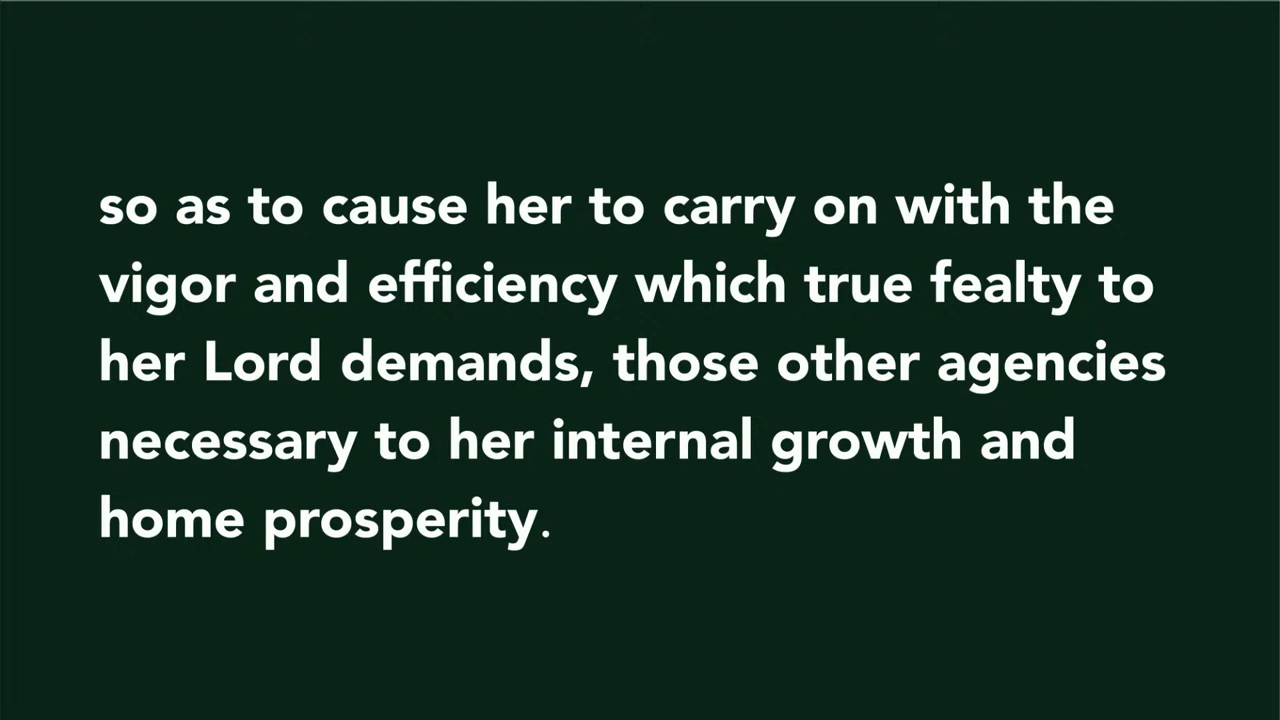 so as to cause her to carry on with the
vigor and efficiency which true fealty to
her Lord demands, those other agencies
necessary to her internal growth and
home prosperity.